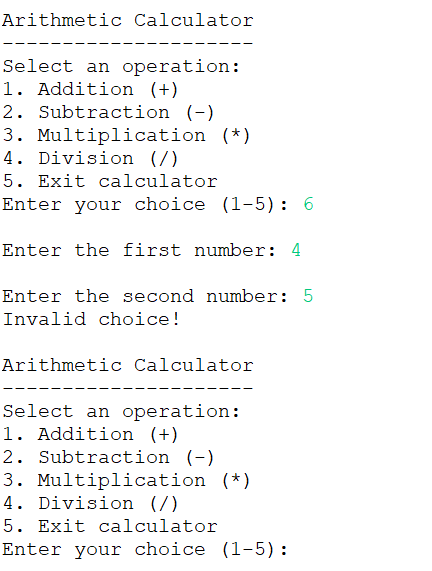 Arithmetic Calculator
---------------------
Select an operation:
1. Addition (+)
2. Subtraction (-)
3. Multiplication (*)
4. Division (/)
5. Exit calculator
Enter your choice (1-5): 6
Enter the first number: 4
Enter the second number: 5
Invalid choice!
Arithmetic Calculator
---------------------
Select an operation:
1. Addition (+)
2. Subtraction (-)
3. Multiplication (*)
4. Division (/)
5. Exit calculator
Enter your choice (1-5):